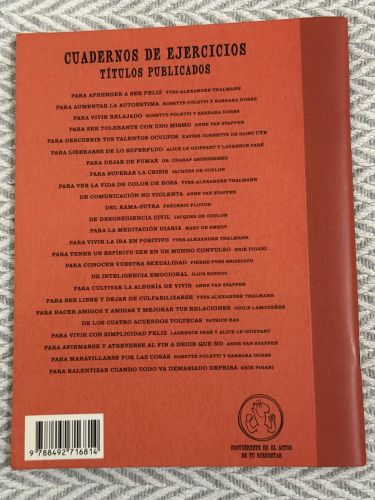 CUADERNOS DE EJERCICIOS
TÍTULOS PUBLICADOS
PARA APRENDER A SER FELIZ YVES-ALEXANDRE THALMANN
PARA AUMENTAR LA AUTOESTIMA ROSETTE POLETTI Y BARBARA DOBBS
PARA VIVIR RELAJADO ROSETTE POLETTI Y BARBARA DOBBS
PARA SER TOLERANTE CON UNO MISMO ANNE VAN STAPPEN
PARA DESCUBRIR TUS TALENTOS OCULTOS XAVIER CORNETTE DE SAINT CYR
PARA LIBERARSE DE LO SUPERFLUO ALICE LE GUIFFANT Y LAURENCE PARÉ
PARA DEJAR DE FUMAR DR. CHARAF ABDESSEMED
PARA SUPERAR LA CRISIS JACQUES DE COULON
PARA VER LA VIDA DE COLOR DE ROSA YVES-ALEXANDRE THALMANN
DE COMUNICACIÓN NO VIOLENTA ANNE VAN STAPPEN
DEL KAMA-SUTRA FRÉDÉRIC PLOTON
DE DESOBEDIENCIA CIVIL JACQUES DE COULON
PARA LA MEDITACIÓN DIARIA MARC DE SMEDT
PARA VIVIR LA IRA EN POSITIVO YVES-ALEXANDRE THALMANN
PARA TENER UN ESPÍRITU ZEN EN UN MUNDO CONVULSO ERIK PIGANI
PARA CONOCER VUESTRA SEXUALIDAD PIERRE-YVES BRISSIAUD
DE INTELIGENCIA EMOCIONAL ILIOS KOTSOU
PARA CULTIVAR LA ALEGRÍA DE VIVIR ANNE VAN STAPPEN
PARA SER LIBRE Y DEJAR DE CULPABILIZARSE YVES-ALEXANDRE THALMANN
PARA HACER AMIGOS Y AMIGAS Y MEJORAR TUS RELACIONES ODILE LAMOURÈRE
DE LOS CUATRO ACUERDOS TOLTECAS PATRICE RAS
PARA VIVIR CON SIMPLICIDAD FELIZ LAURENCE PARÉ Y ALICE LE GUIFFANT
PARA AFIRMARSE Y ATREVERSE AL FIN A DECIR QUE NO ANNE VAN STAPPEN
PARA MARAVILLARSE POR LAS COSAS ROSETTE POLETTI Y BARBARA DOBBS
PARA RALENTIZAR CUANDO TODO VA DEMASIADO DEPRISA ERIK PIGANI
9 788492 716814
CONVIÉRTETE EN EL ACTOR
DE TU BIENESTAR